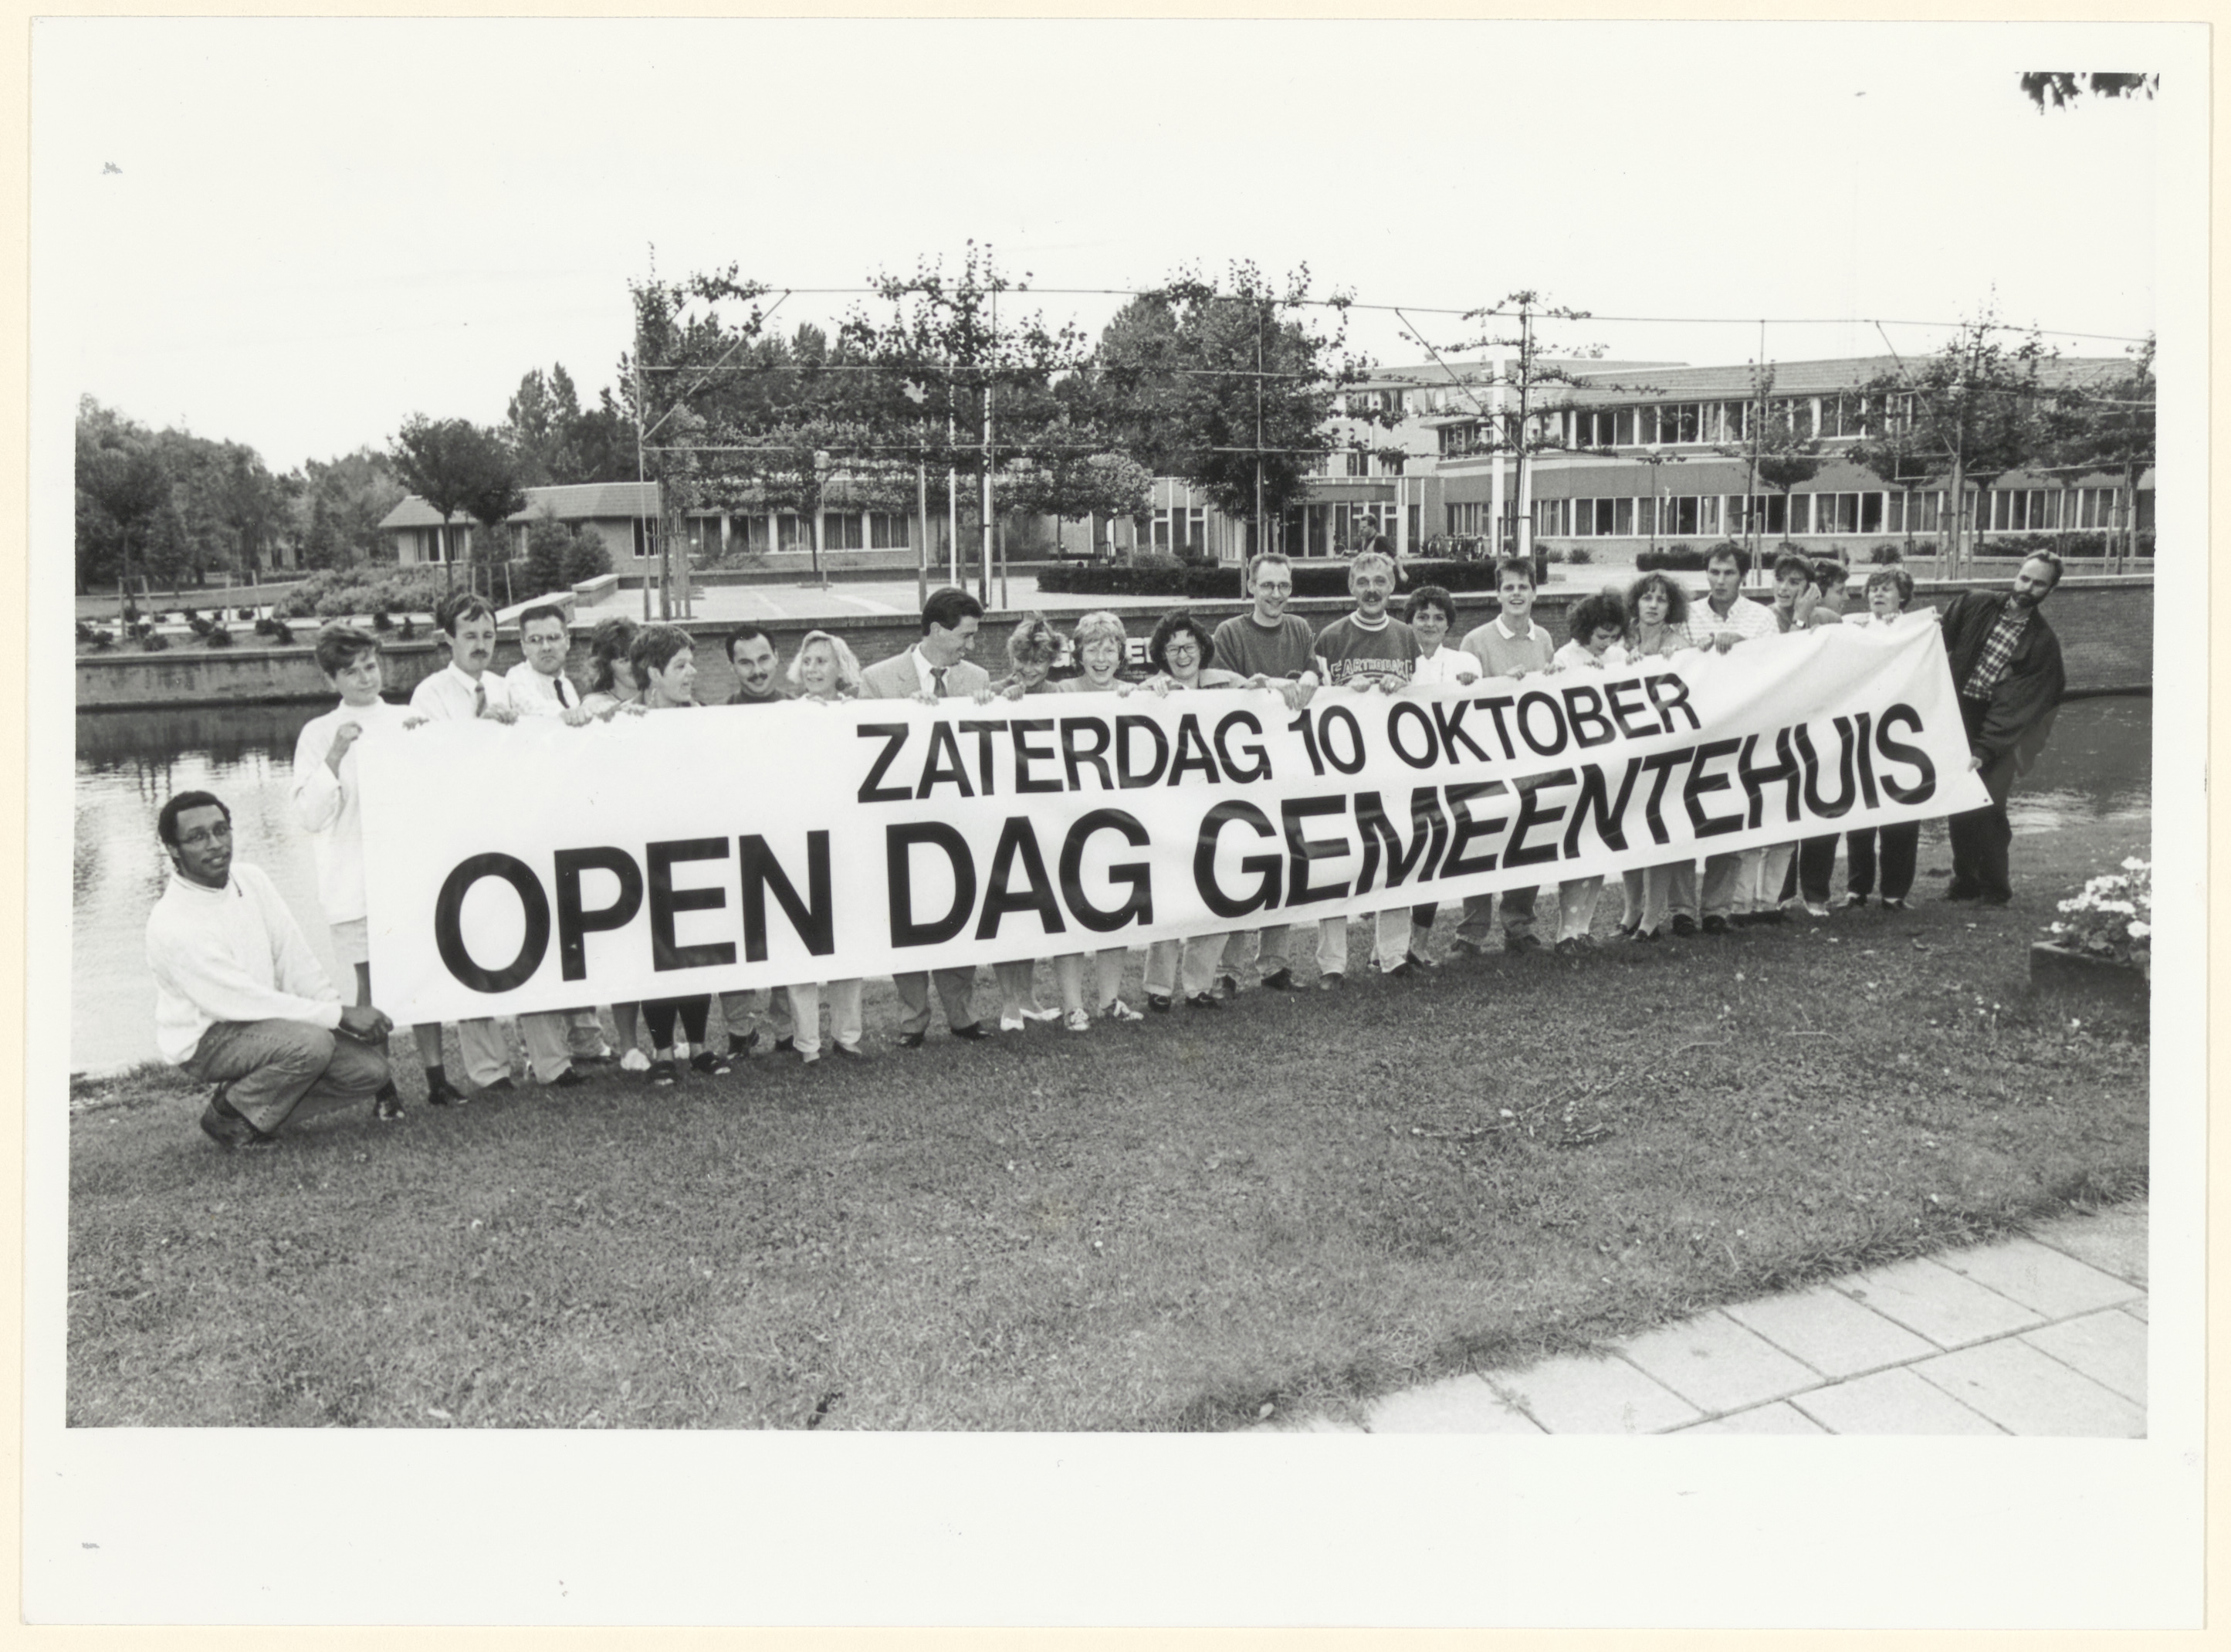 ZATERDAG 10 OKTOBER
OPEN DAG GEMEENTEHUIS